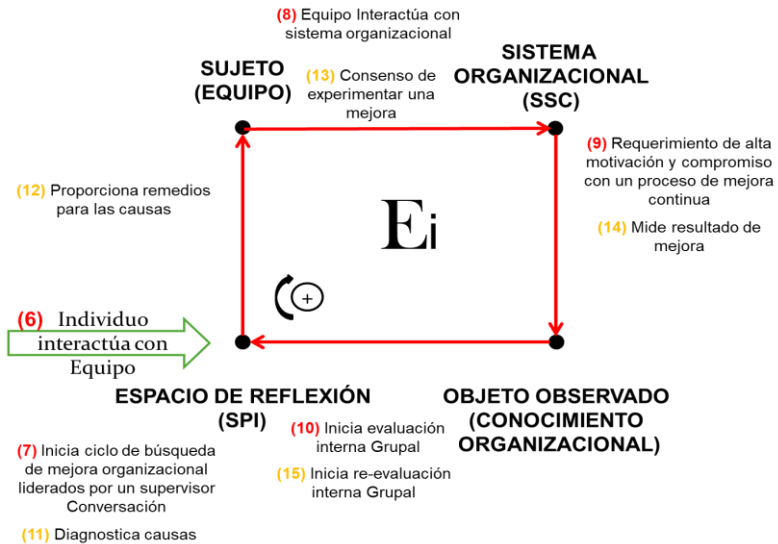 (8) Equipo Interactúa con
sistema organizacional
SUJETO
(EQUIPO)
(13) Consenso de
experimentar una
mejora
SISTEMA
ORGANIZACIONAL
(SSC)
(9) Requerimiento de alta
motivación y compromiso
con un proceso de mejora
continua
(14) Mide resultado de
mejora
(12) Proporciona remedios
para las causas
Ei
+
(6) Individuo
interactúa con
Equipo
ESPACIO DE REFLEXIÓN
(SPI)
OBJETO OBSERVADO
(CONOCIMIENTO
ORGANIZACIONAL)
(10) Inicia evaluación
interna Grupal
(15) Inicia re-evaluación
interna Grupal
(7) Inicia ciclo de búsqueda
de mejora organizacional
liderados por un supervisor
Conversación
(11) Diagnostica causas